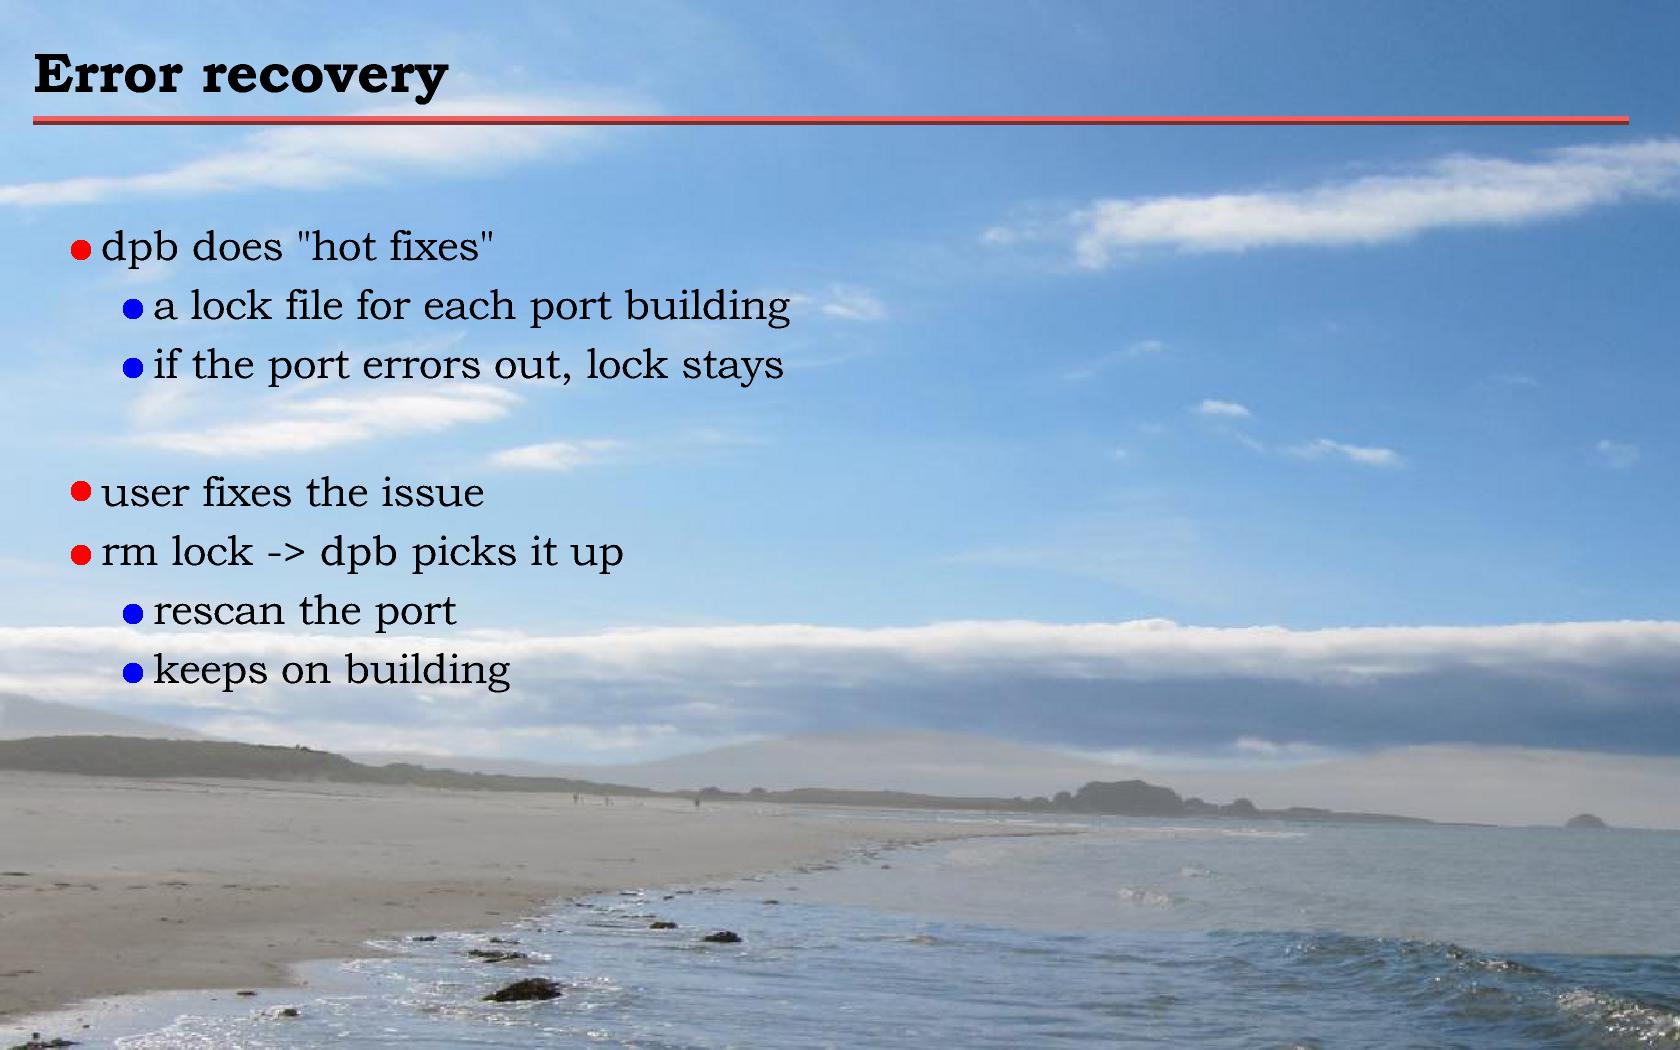 Error recovery
dpb does "hot fixes"
a lock file for each port building
if the port errors out, lock stays
user fixes the issue
rm lock -> dpb picks it up
rescan the port
keeps on building